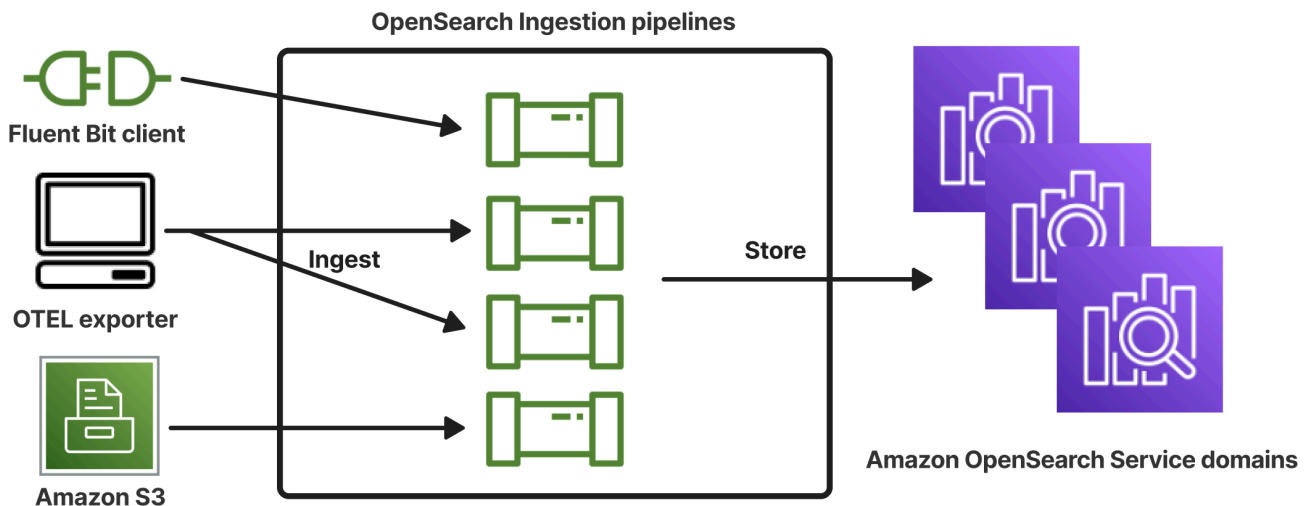 OpenSearch Ingestion pipelines
Fluent Bit client
Ingest
Store
OTEL exporter
Amazon S3
Amazon OpenSearch Service domains